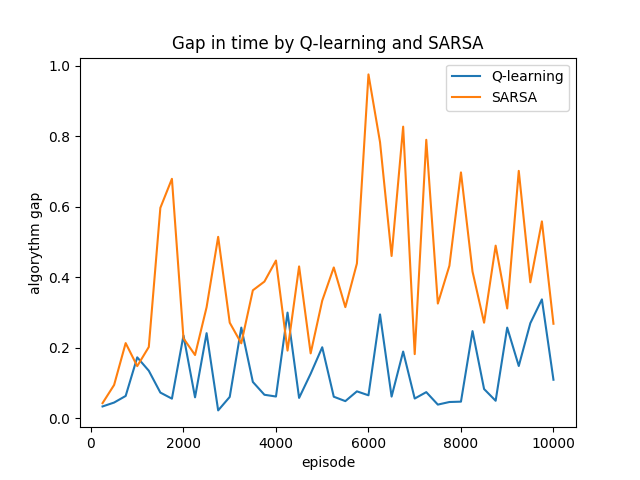 Gap in time by Q-learning and SARSA
Q-learning
SARSA
algorythm gap
1.0
0.8
0.6
0.4
0.2
0.0
0 2000 4000 6000 8000 10000
episode